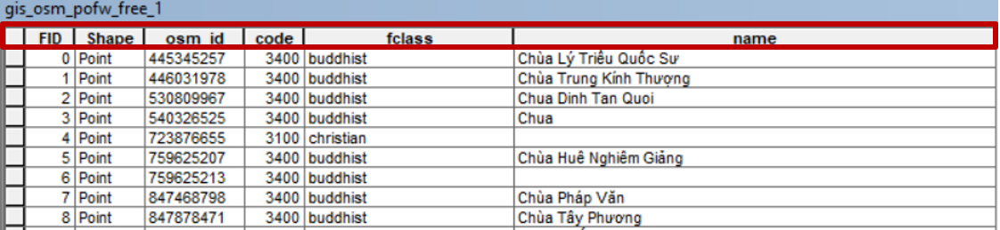 gis_osm_pofw_free_1
FID Shape osm_id code fclass name
0 Point 445345257 3400 buddhist Chùa Lý Triều Quốc Sư
1 Point 446031978 3400 buddhist Chùa Trung Kính Thượng
2 Point 530809967 3400 buddhist Chua Dinh Tan Quoi
3 Point 540326525 3400 buddhist Chua
4 Point 723876655 3100 christian
5 Point 759625207 3400 buddhist Chùa Huê Nghiêm Giảng
6 Point 759625213 3400 buddhist
7 Point 847468798 3400 buddhist Chùa Pháp Văn
8 Point 847878471 3400 buddhist Chùa Tây Phương